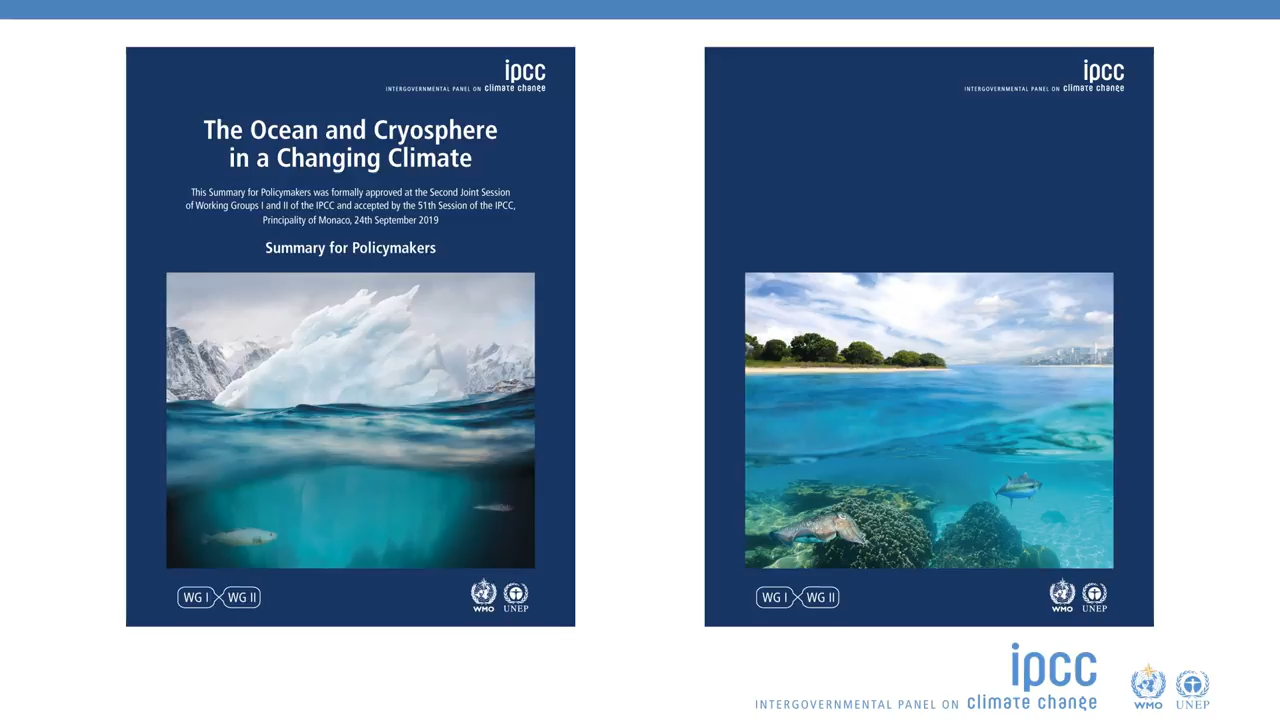 ipcc
INTERGOVERNMENTAL PANEL ON climate change
The Ocean and Cryosphere
in a Changing Climate
This Summary for Policymakers was formally approved at the Second Joint Session
of Working Groups I and II of the IPCC and accepted by the 51th Session of the IPCC,
Principality of Monaco, 24th September 2019
Summary for Policymakers
WG I WG II
WMO UNEP
ipcc
INTERGOVERNMENTAL PANEL ON climate change
WG I WG II
WMO UNEP
ipcc
INTERGOVERNMENTAL PANEL ON climate change
WMO UNEP